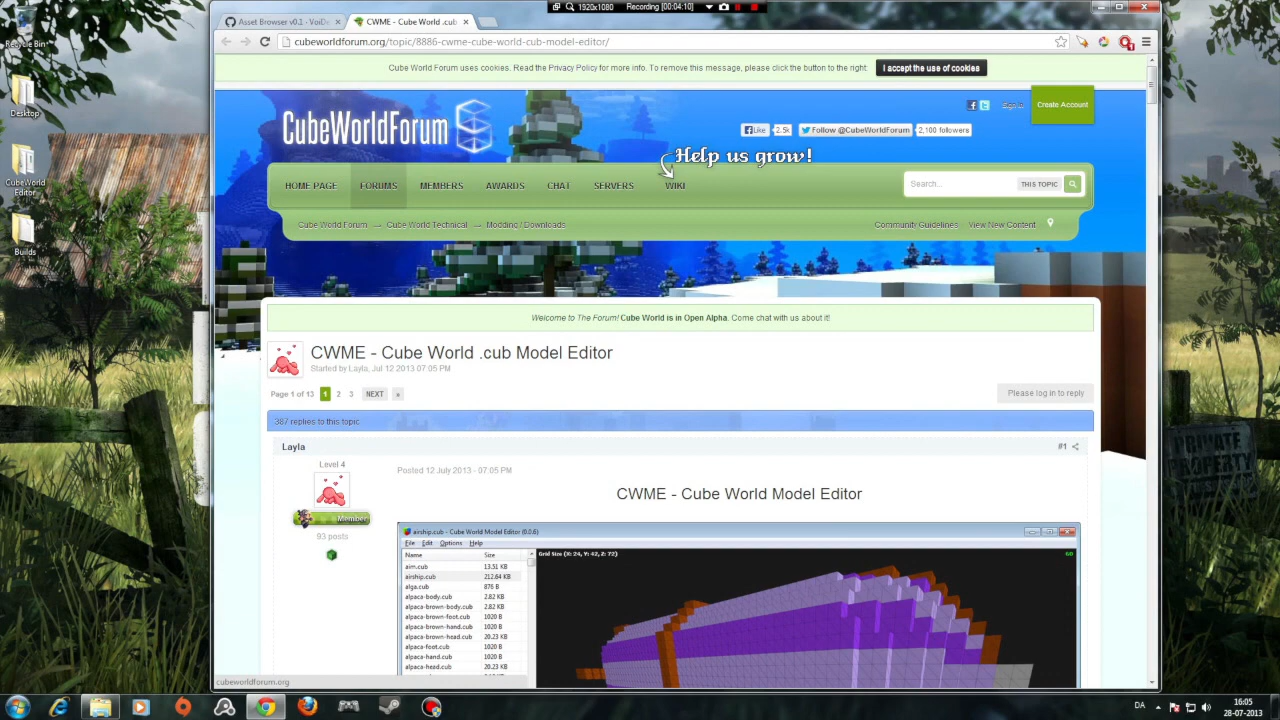 1920x1080 Recording [00:04:10]
Asset Browser v0.1 · VoiDe
CWME - Cube World .cub
cubeworldforum.org/topic/8886-cwme-cube-world-cub-model-editor/
Cube World Forum uses cookies. Read the Privacy Policy for more info. To remove this message, please click the button to the right.
I accept the use of cookies
Recycle Bin
Desktop
CubeWorld Editor
Builds
CubeWorldForum
Sign In
Create Account
Like 2.5k
Follow @CubeWorldForum 2,100 followers
Help us grow!
HOME PAGE FORUMS MEMBERS AWARDS CHAT SERVERS WIKI
Search... THIS TOPIC
Cube World Forum → Cube World Technical → Modding / Downloads
Community Guidelines View New Content
Welcome to The Forum! Cube World is in Open Alpha. Come chat with us about it!
CWME - Cube World .cub Model Editor
Started by Layla, Jul 12 2013 07:05 PM
Page 1 of 13 1 2 3 NEXT »
Please log in to reply
387 replies to this topic
Layla
#1
Level 4
Member
93 posts
Posted 12 July 2013 - 07:05 PM
CWME - Cube World Model Editor
airship.cub - Cube World Model Editor (0.0.6)
File Edit Options Help
Name Size
Grid Size (X: 24, Y: 42, Z: 72)
60
aim.cub 13.51 KB
airship.cub 212.64 KB
alga.cub 876 B
alpaca-body.cub 2.82 KB
alpaca-brown-body.cub 2.82 KB
alpaca-brown-foot.cub 1020 B
alpaca-brown-hand.cub 1020 B
alpaca-brown-head.cub 20.23 KB
alpaca-foot.cub 1020 B
alpaca-hand.cub 1020 B
alpaca-head.cub 20.23 KB
cubeworldforum.org
PRIVATE PROPERTY
DA
16:05
28-07-2013